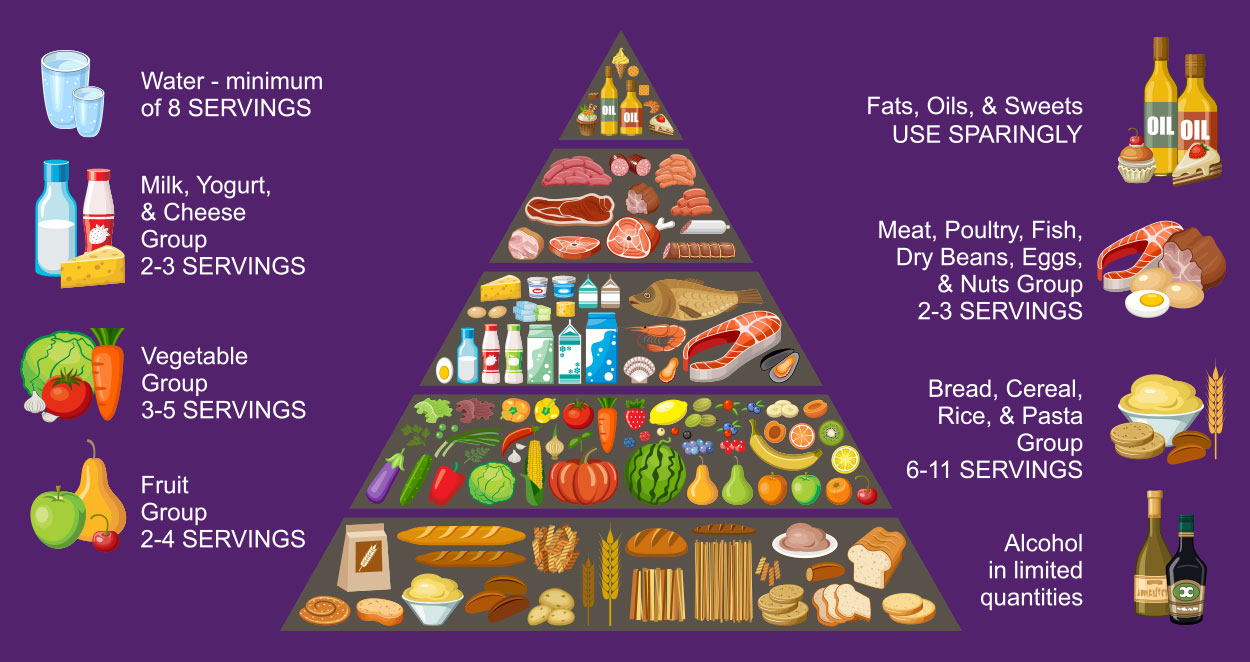 Water - minimum
of 8 SERVINGS
Milk, Yogurt,
& Cheese
Group
2-3 SERVINGS
Vegetable
Group
3-5 SERVINGS
Fruit
Group
2-4 SERVINGS
OIL
OIL
Fats, Oils, & Sweets
USE SPARINGLY
OIL
OIL
Meat, Poultry, Fish,
Dry Beans, Eggs,
& Nuts Group
2-3 SERVINGS
Bread, Cereal,
Rice, & Pasta
Group
6-11 SERVINGS
Alcohol
in limited
quantities